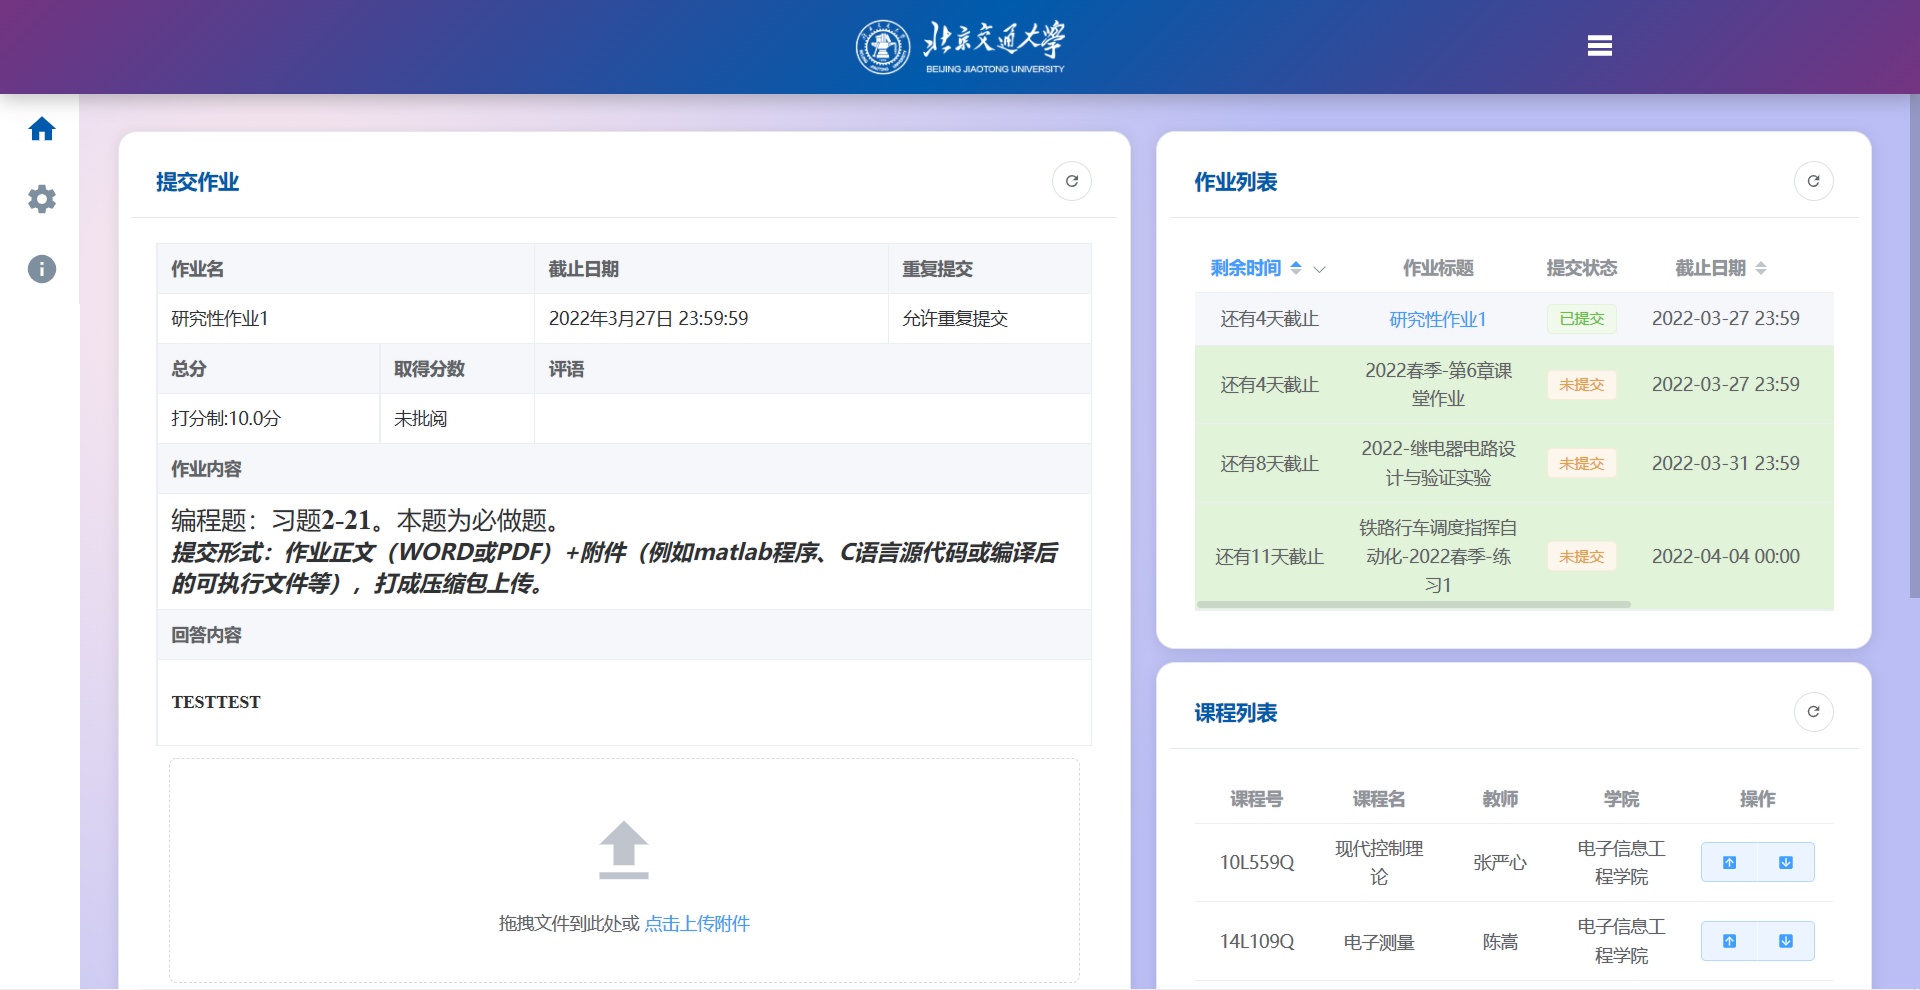 北京交通大学
BEIJING JIAOTONG UNIVERSITY
提交作业
作业名 截止日期 重复提交
研究性作业1 2022年3月27日 23:59:59 允许重复提交
总分 取得分数 评语
打分制:10.0分 未批阅
作业内容
编程题：习题2-21。本题为必做题。
提交形式：作业正文（WORD或PDF）+附件（例如matlab程序、C语言源代码或编译后
的可执行文件等），打成压缩包上传。
回答内容
TESTTEST
拖拽文件到此处或 点击上传附件
作业列表
剩余时间 作业标题 提交状态 截止日期
还有4天截止 研究性作业1 已提交 2022-03-27 23:59
还有4天截止 2022春季-第6章课 未提交 2022-03-27 23:59
堂作业
还有8天截止 2022-继电器电路设 未提交 2022-03-31 23:59
计与验证实验
铁路行车调度指挥自
还有11天截止 动化-2022春季-练 未提交 2022-04-04 00:00
习1
课程列表
课程号 课程名 教师 学院 操作
10L559Q 现代控制理 张严心 电子信息工
论 程学院
14L109Q 电子测量 陈嵩 电子信息工
程学院